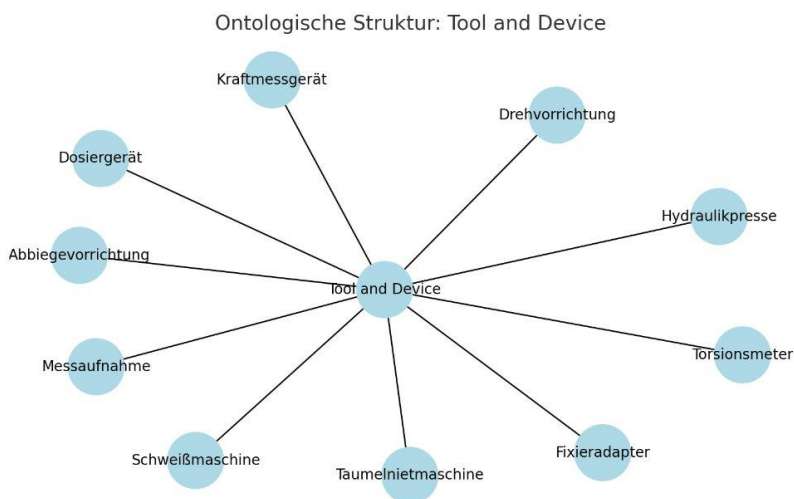 Ontologische Struktur: Tool and Device
Kraftmessgerät
Drehvorrichtung
Dosiergerät
Hydraulikpresse
Abbiegevorrichtung
Tool and Device
Torsionsmeter
Messaufnahme
Fixieradapter
Schweißmaschine
Taumelnietmaschine